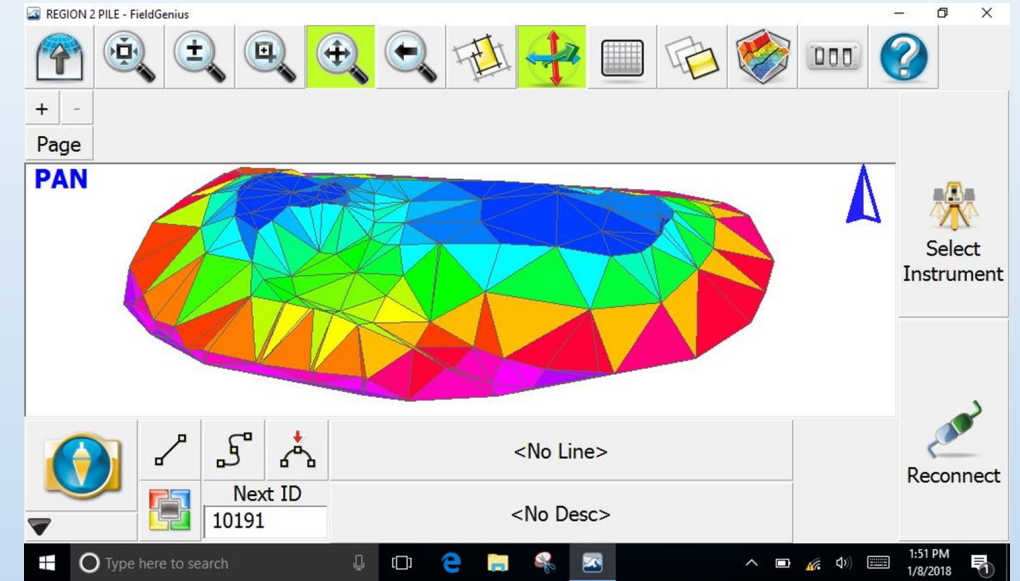 REGION 2 PILE - FieldGenius
+ -
Page
PAN
Select
Instrument
Reconnect
<No Line>
Next ID
10191
<No Desc>
Type here to search
1:51 PM
1/8/2018
1